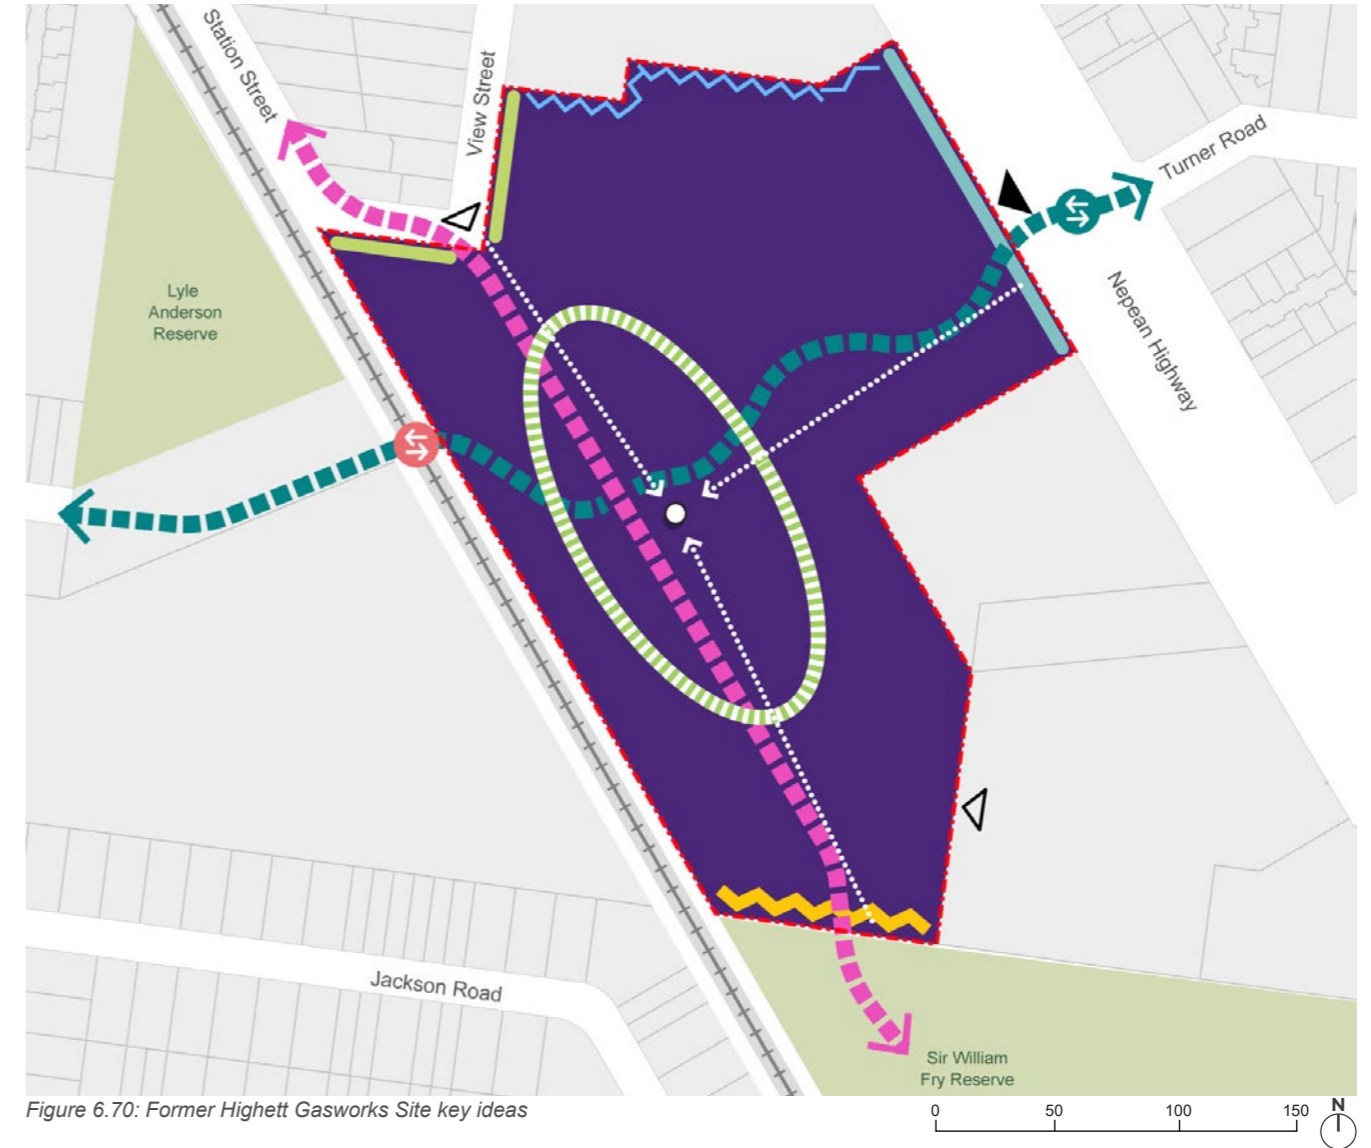 Station Street
View Street
Turner Road
Lyle
Anderson
Reserve
Nepean Highway
Jackson Road
Sir William
Fry Reserve
Figure 6.70: Former Highett Gasworks Site key ideas
0 50 100 150
N